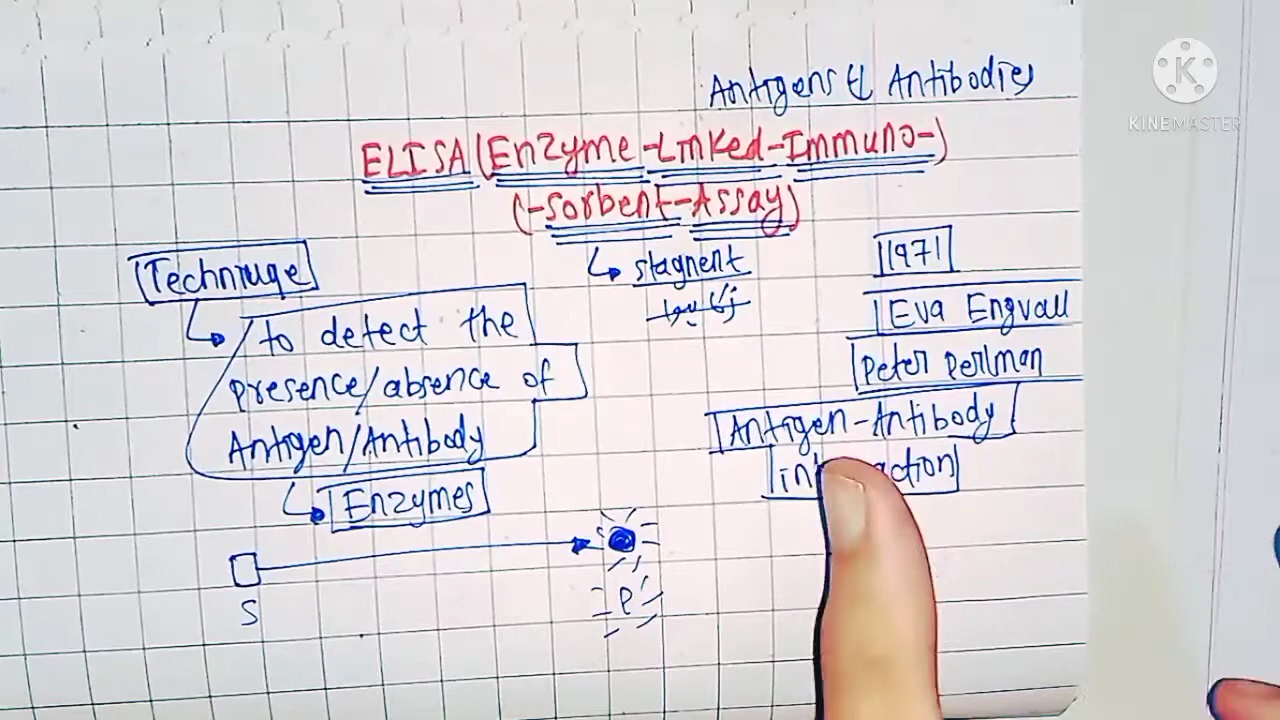 Antigens & Antibodies
ELISA (Enzyme-Linked-Immuno-)
(-Sorbent-Assay)
Techniuqe
to detect the
presence/absence of
Antigen/Antibody
Enzymes
S
P
stagnent
1971
Eva Engvall
Peter Perlman
Antigen-Antibody
KINEMASTER